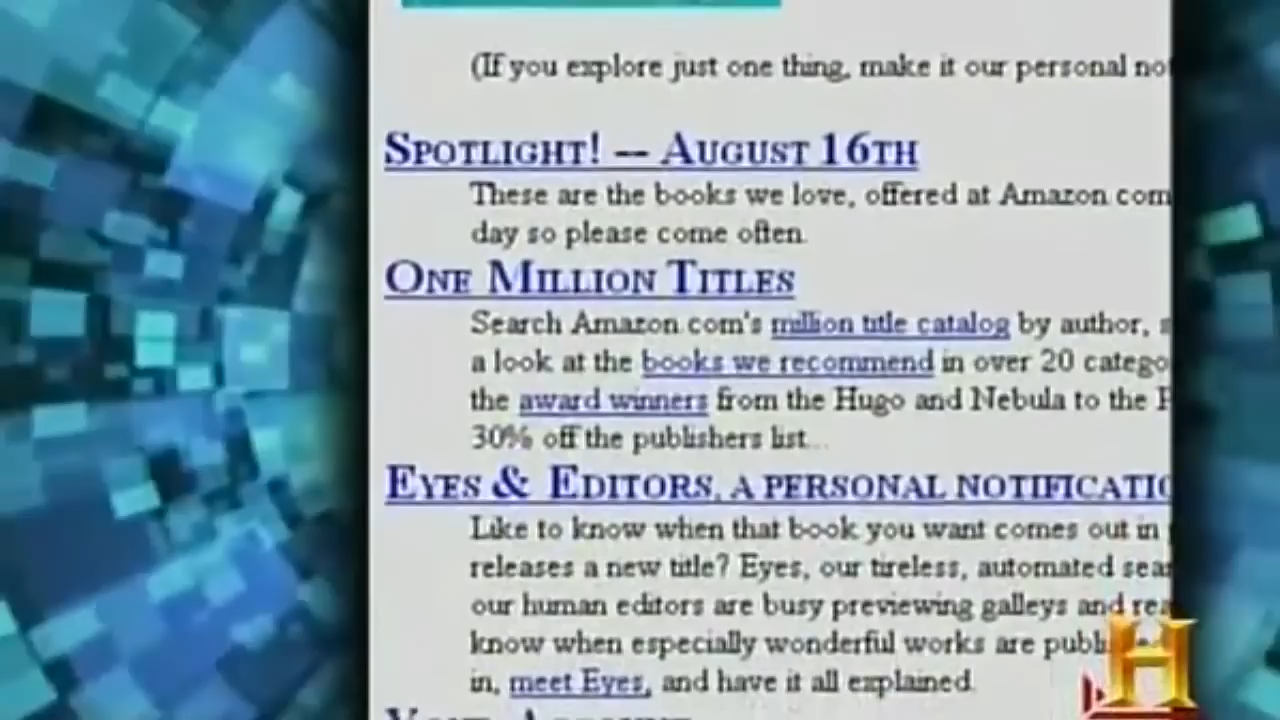 (If you explore just one thing, make it our personal no
SPOTLIGHT! -- AUGUST 16TH
These are the books we love, offered at Amazon com
day so please come often.
ONE MILLION TITLES
Search Amazon com's million title catalog by author,
a look at the books we recommend in over 20 catego
the award winners from the Hugo and Nebula to the
30% off the publishers list...
EYES & EDITORS, A PERSONAL NOTIFICATIO
Like to know when that book you want comes out in
releases a new title? Eyes, our tireless, automated sea
our human editors are busy previewing galleys and rea
know when especially wonderful works are publ
in, meet Eyes, and have it all explained.
H